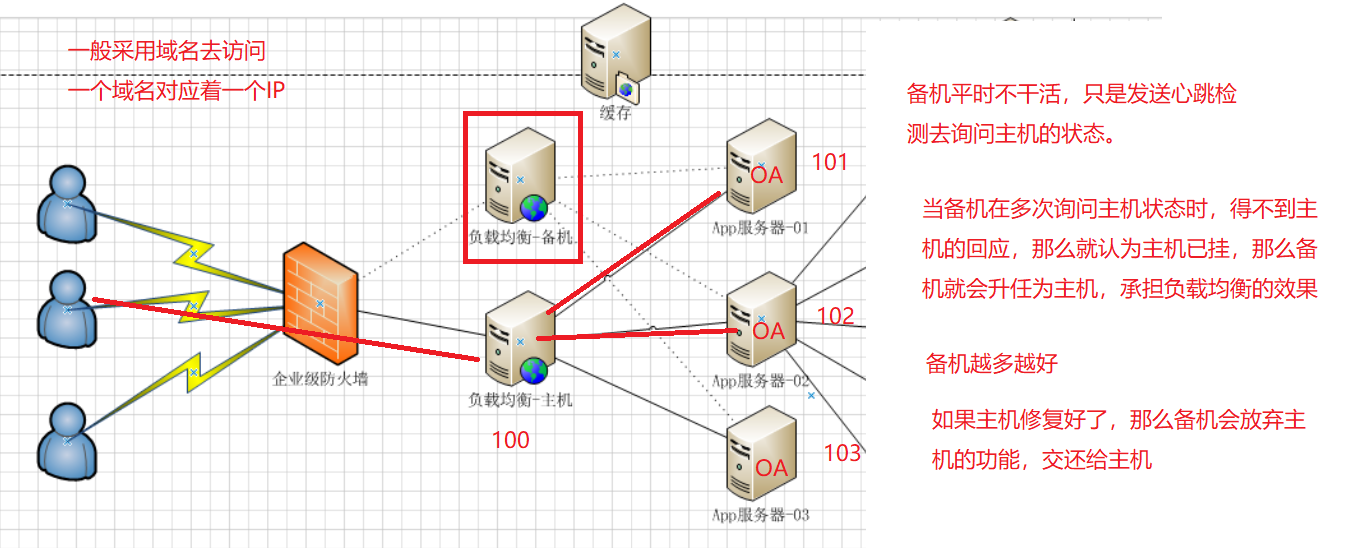 一般采用域名去访问
一个域名对应着一个IP
缓存
负载均衡-备机
OA
101
App服务器-01
企业级防火墙
负载均衡-主机
100
OA
102
App服务器-02
OA
103
App服务器-03
备机平时不干活，只是发送心跳检
测去询问主机的状态。
当备机在多次询问主机状态时，得不到主
机的回应，那么就认为主机已挂，那么备
机就会升任为主机，承担负载均衡的效果
备机越多越好
如果主机修复好了，那么备机会放弃主
机的功能，交还给主机